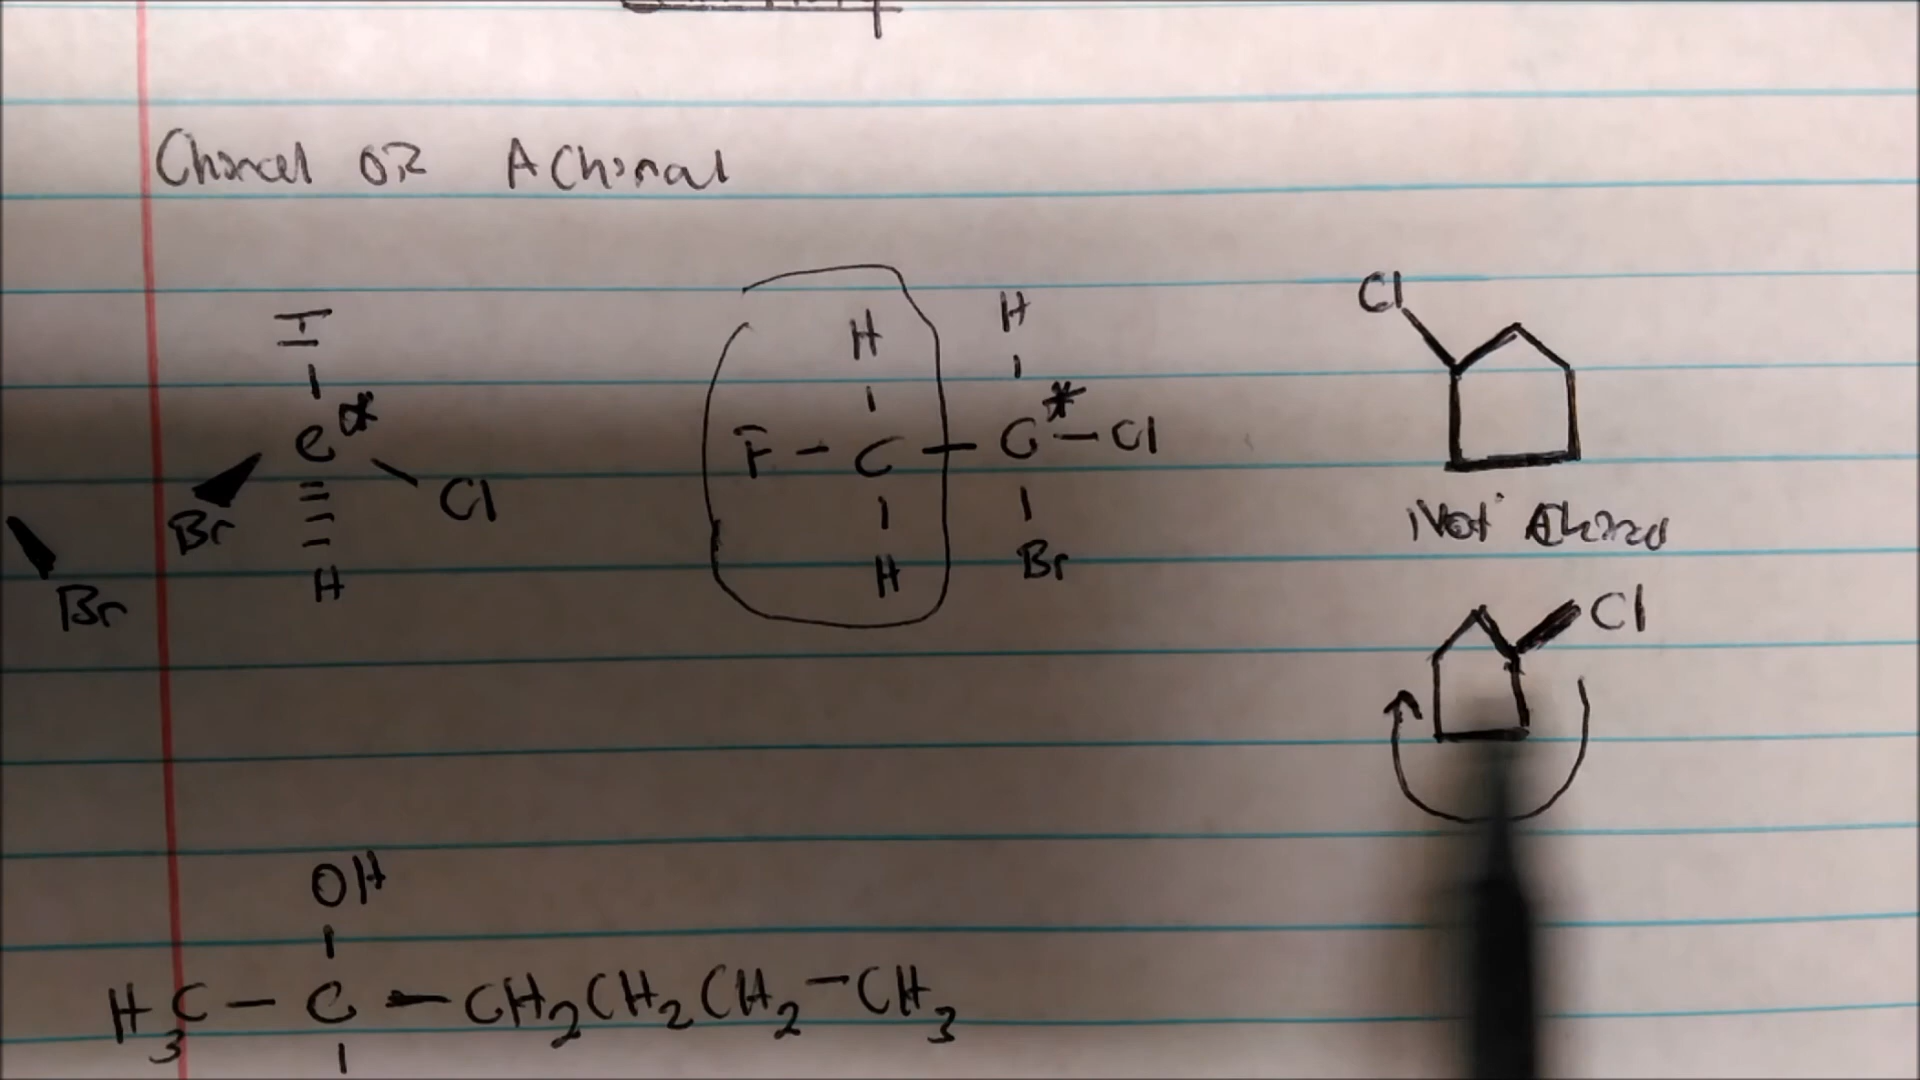 Chiral or Achiral
I
C*
Br
Cl
H
Br
H
H
F - C - C* - Cl
H
Br
Cl
Not Chiral
Cl
OH
H3C - C - CH2CH2CH2-CH3